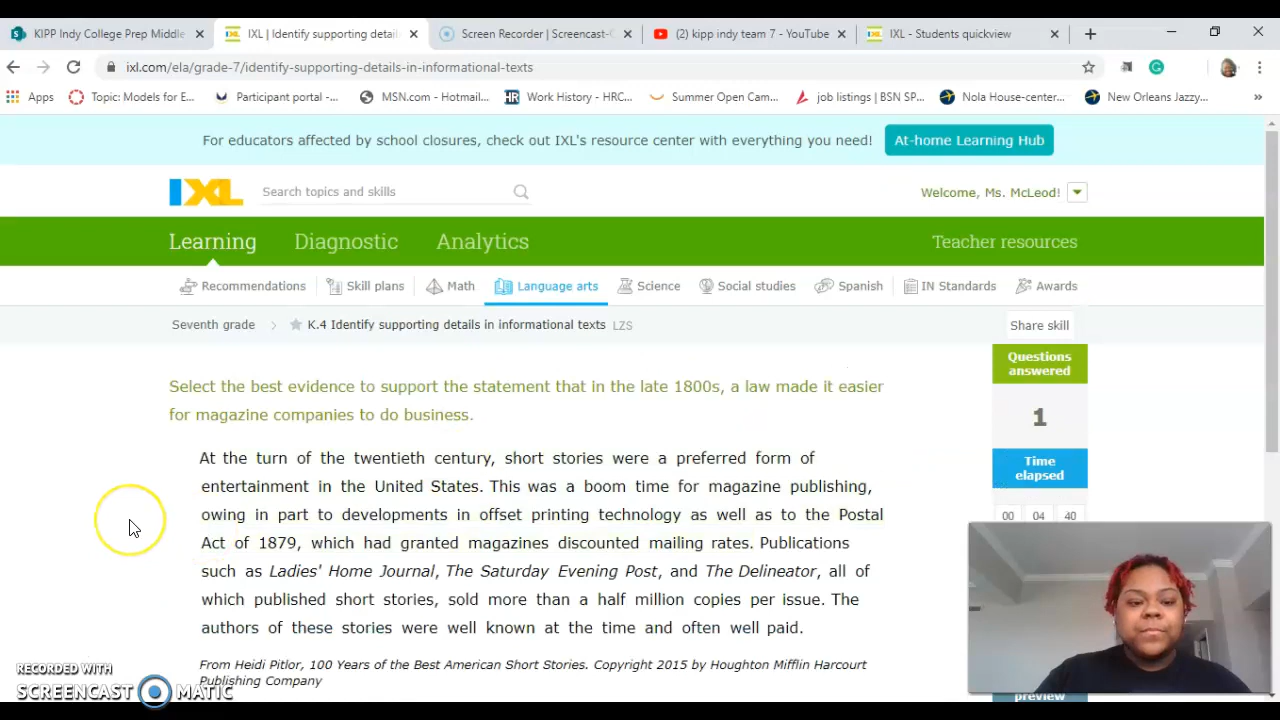 KIPP Indy College Prep Middle
IXL | Identify supporting detai
Screen Recorder | Screencast-
(2) kipp indy team 7 - YouTube
IXL - Students quickview
ixl.com/ela/grade-7/identify-supporting-details-in-informational-texts
Apps
Topic: Models for E...
Participant portal -...
MSN.com - Hotmail...
Work History - HRC...
Summer Open Cam...
job listings | BSN SP...
Nola House-center...
New Orleans Jazzy...
For educators affected by school closures, check out IXL's resource center with everything you need!
At-home Learning Hub
IXL
Search topics and skills
Welcome, Ms. McLeod!
Learning
Diagnostic
Analytics
Teacher resources
Recommendations
Skill plans
Math
Language arts
Science
Social studies
Spanish
IN Standards
Awards
Seventh grade
K.4 Identify supporting details in informational texts LZS
Share skill
Select the best evidence to support the statement that in the late 1800s, a law made it easier
for magazine companies to do business.
At the turn of the twentieth century, short stories were a preferred form of
entertainment in the United States. This was a boom time for magazine publishing,
owing in part to developments in offset printing technology as well as to the Postal
Act of 1879, which had granted magazines discounted mailing rates. Publications
such as Ladies' Home Journal, The Saturday Evening Post, and The Delineator, all of
which published short stories, sold more than a half million copies per issue. The
authors of these stories were well known at the time and often well paid.
From Heidi Pitlor, 100 Years of the Best American Short Stories. Copyright 2015 by Houghton Mifflin Harcourt
Publishing Company
Questions
answered
1
Time
elapsed
00 04 40
preview
RECORDED WITH
SCREENCAST MATIC